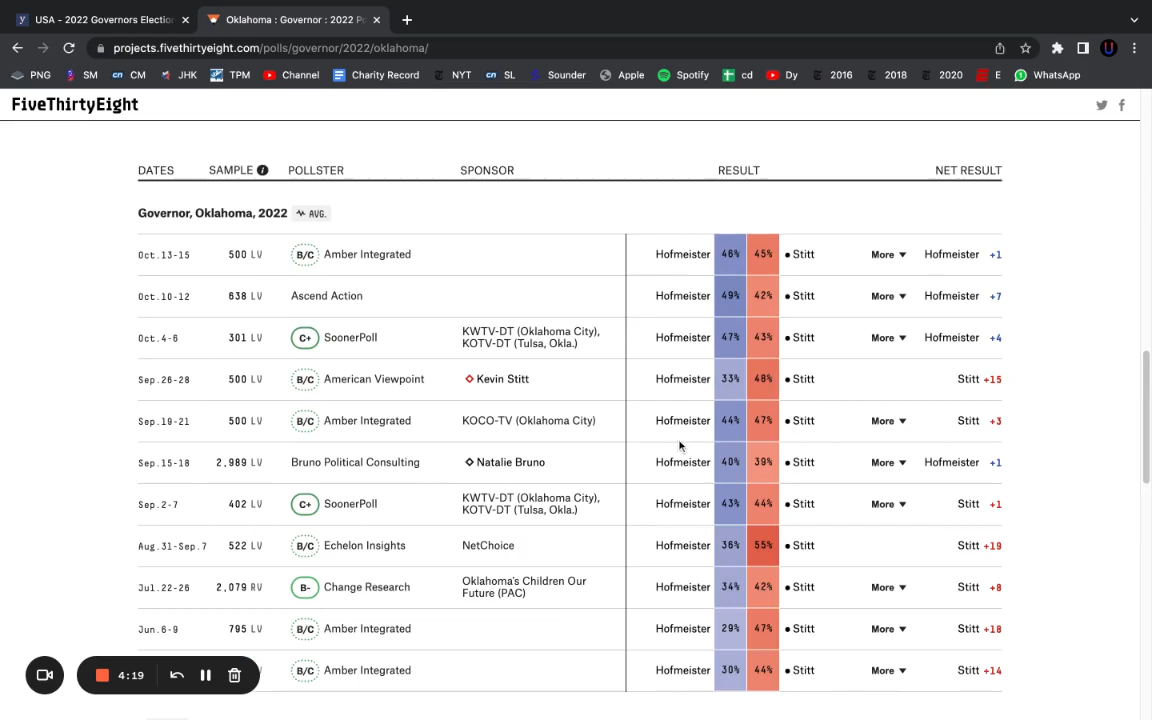 USA - 2022 Governors Election
Oklahoma : Governor : 2022 Po
projects.fivethirtyeight.com/polls/governor/2022/oklahoma/
PNG SM cn CM JHK TPM Channel Charity Record NYT cn SL Sounder Apple Spotify cd Dy 2016 2018 2020 E WhatsApp
FiveThirtyEight
DATES SAMPLE POLLSTER SPONSOR RESULT NET RESULT
Governor, Oklahoma, 2022 AVG.
Oct.13-15 500 LV B/C Amber Integrated Hofmeister 46% 45% Stitt More Hofmeister +1
Oct.10-12 638 LV Ascend Action Hofmeister 49% 42% Stitt More Hofmeister +7
Oct.4-6 301 LV C+ SoonerPoll KWTV-DT (Oklahoma City), KOTV-DT (Tulsa, Okla.) Hofmeister 47% 43% Stitt More Hofmeister +4
Sep.26-28 500 LV B/C American Viewpoint Kevin Stitt Hofmeister 33% 48% Stitt Stitt +15
Sep.19-21 500 LV B/C Amber Integrated KOCO-TV (Oklahoma City) Hofmeister 44% 47% Stitt More Stitt +3
Sep.15-18 2,989 LV Bruno Political Consulting Natalie Bruno Hofmeister 40% 39% Stitt More Hofmeister +1
Sep.2-7 402 LV C+ SoonerPoll KWTV-DT (Oklahoma City), KOTV-DT (Tulsa, Okla.) Hofmeister 43% 44% Stitt More Stitt +1
Aug.31-Sep.7 522 LV B/C Echelon Insights NetChoice Hofmeister 36% 55% Stitt Stitt +19
Jul.22-26 2,079 RV B- Change Research Oklahoma's Children Our Future (PAC) Hofmeister 34% 42% Stitt More Stitt +8
Jun.6-9 795 LV B/C Amber Integrated Hofmeister 29% 47% Stitt More Stitt +18
B/C Amber Integrated Hofmeister 30% 44% Stitt More Stitt +14
4:19